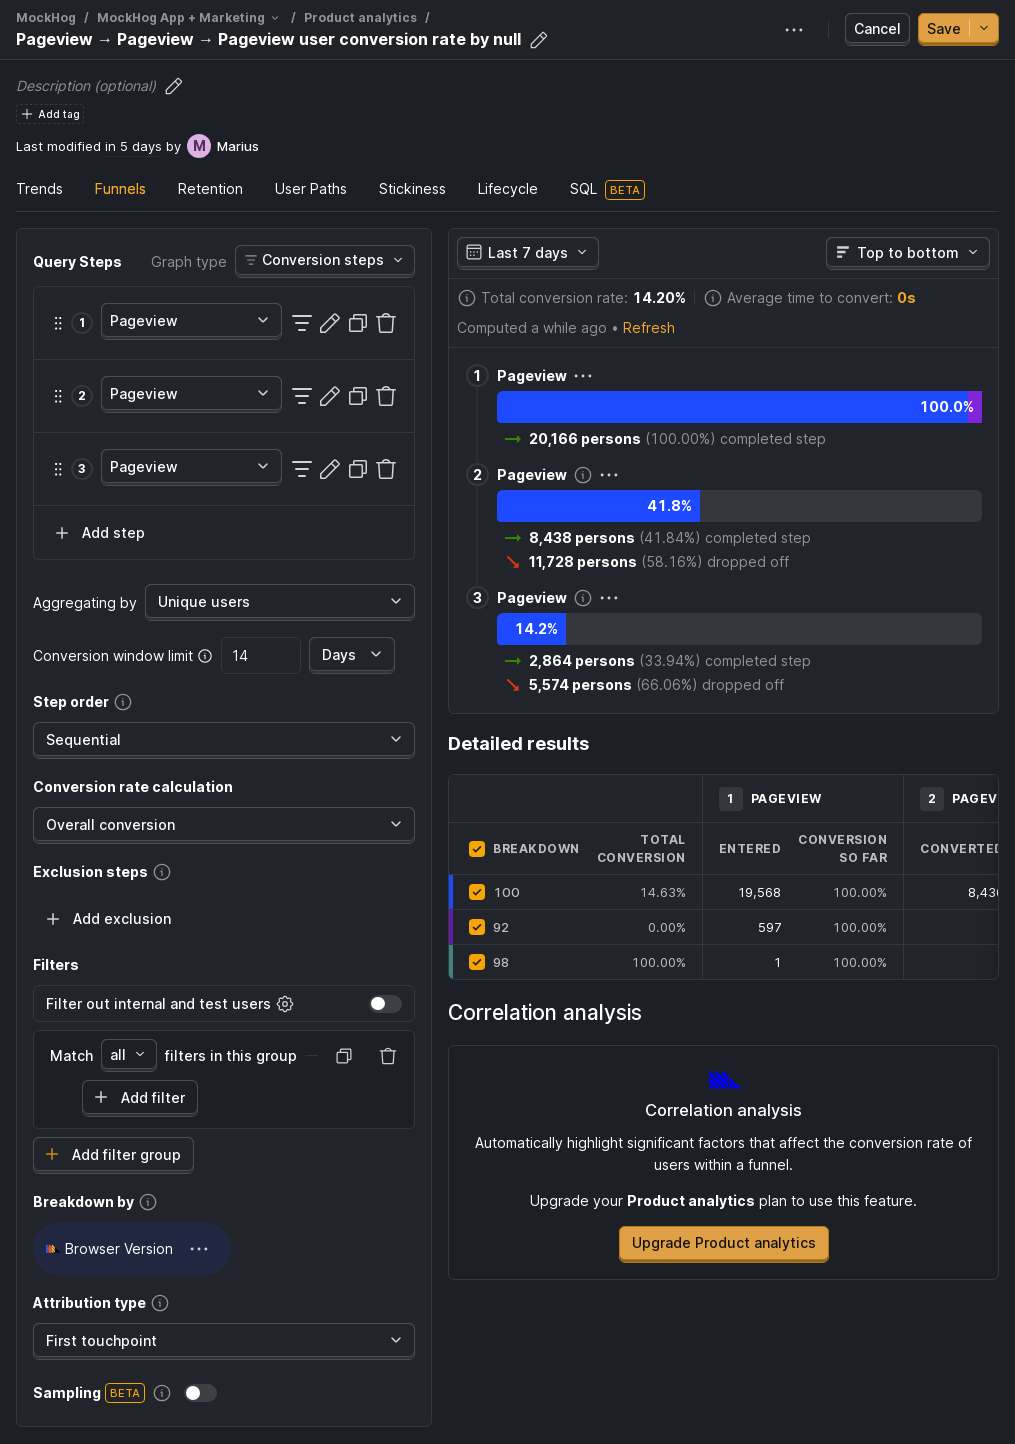 MockHog / MockHog App + Marketing / Product analytics /
Pageview → Pageview → Pageview user conversion rate by null
Cancel
Save
Description (optional)
Add tag
Last modified in 5 days by M Marius
Trends Funnels Retention User Paths Stickiness Lifecycle SQL BETA
Query Steps Graph type Conversion steps
1 Pageview
2 Pageview
3 Pageview
Add step
Aggregating by Unique users
Conversion window limit 14 Days
Step order
Sequential
Conversion rate calculation
Overall conversion
Exclusion steps
Add exclusion
Filters
Filter out internal and test users
Match all filters in this group
Add filter
Add filter group
Breakdown by
Browser Version
Attribution type
First touchpoint
Sampling BETA
Last 7 days Top to bottom
Total conversion rate: 14.20% Average time to convert: 0s
Computed a while ago • Refresh
1 Pageview
100.0%
20,166 persons (100.00%) completed step
2 Pageview
41.8%
8,438 persons (41.84%) completed step
11,728 persons (58.16%) dropped off
3 Pageview
14.2%
2,864 persons (33.94%) completed step
5,574 persons (66.06%) dropped off
Detailed results
1 PAGEVIEW 2 PAGEV
BREAKDOWN TOTAL CONVERSION ENTERED CONVERSION SO FAR CONVERTED
100 14.63% 19,568 100.00% 8,43
92 0.00% 597 100.00%
98 100.00% 1 100.00%
Correlation analysis
Correlation analysis
Automatically highlight significant factors that affect the conversion rate of
users within a funnel.
Upgrade your Product analytics plan to use this feature.
Upgrade Product analytics